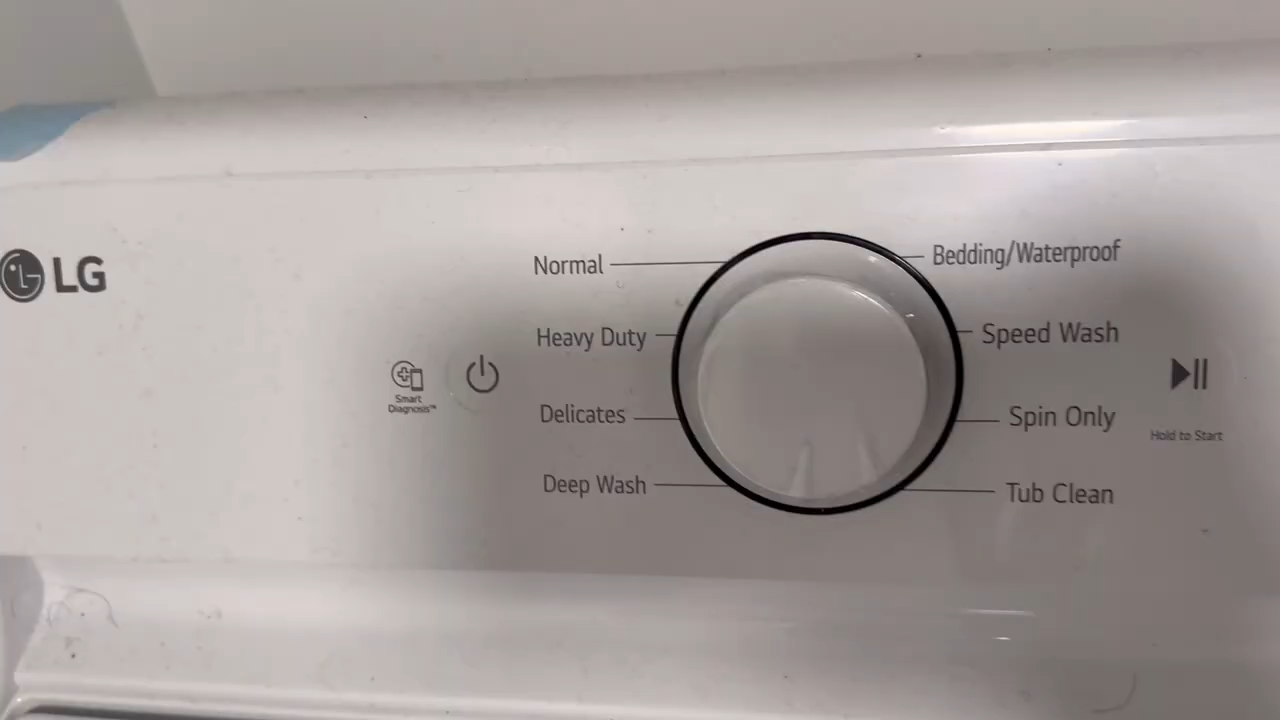 LG
Smart
Diagnosis™
Normal
Heavy Duty
Delicates
Deep Wash
Bedding/Waterproof
Speed Wash
Spin Only
Tub Clean
Hold to Start